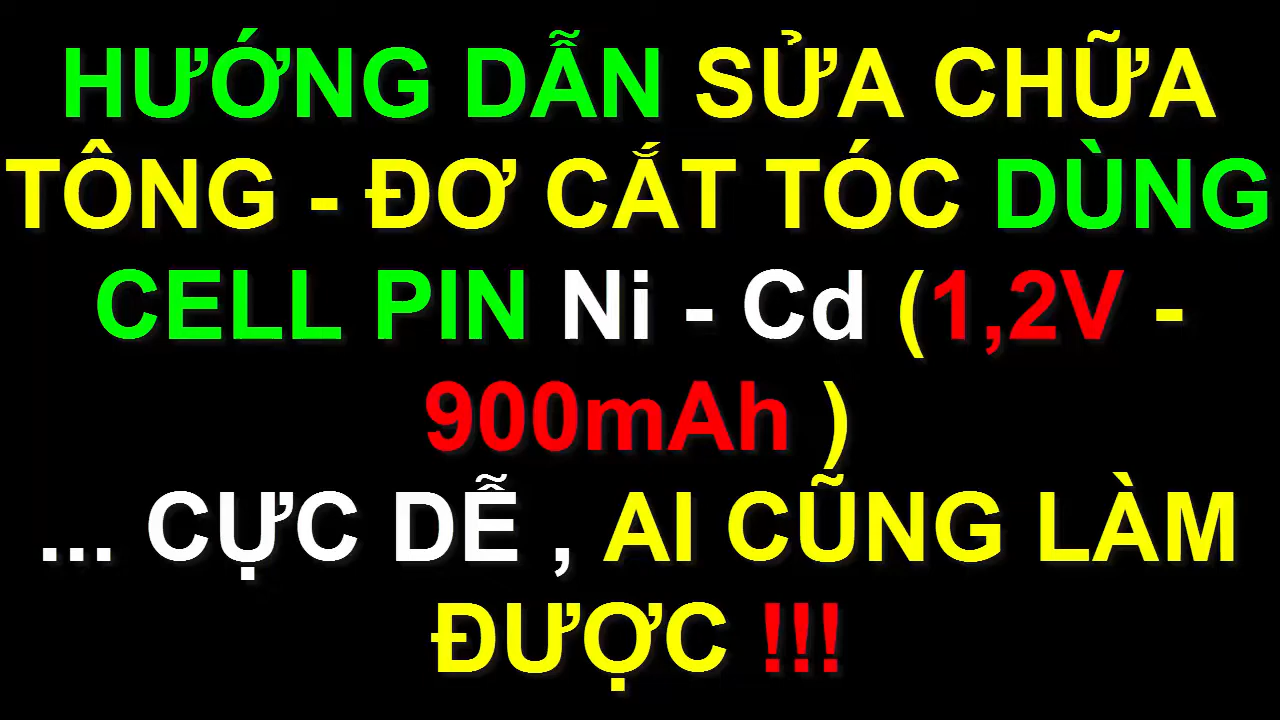 HƯỚNG DẪN SỬA CHỮA
TÔNG - ĐƠ CẮT TÓC DÙNG
CELL PIN Ni - Cd (1,2V -
900mAh )
... CỰC DỄ , AI CŨNG LÀM
ĐƯỢC !!!